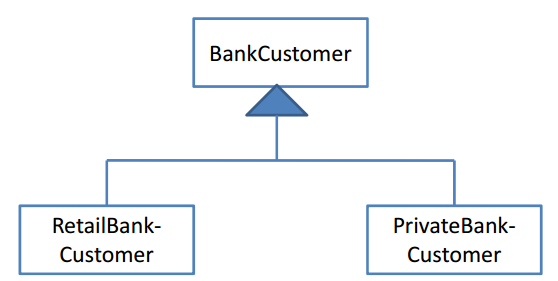 BankCustomer
RetailBank-
Customer
PrivateBank-
Customer